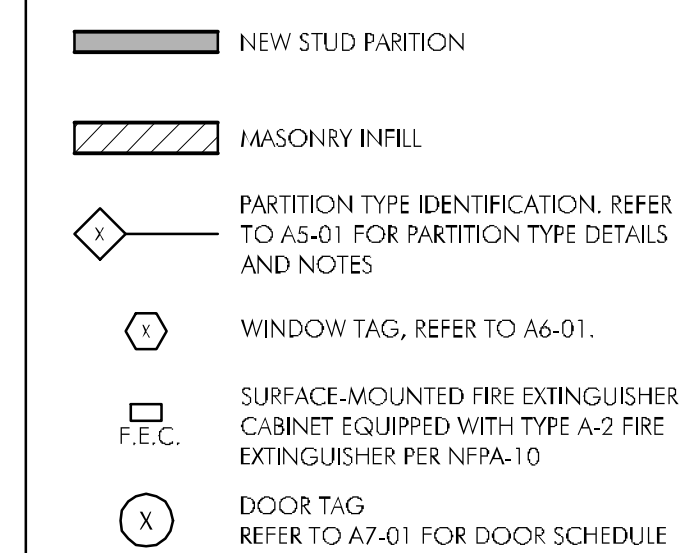 NEW STUD PARITION
MASONRY INFILL
X
PARTITION TYPE IDENTIFICATION. REFER
TO A5-01 FOR PARTITION TYPE DETAILS
AND NOTES
X
WINDOW TAG, REFER TO A6-01.
F.E.C.
SURFACE-MOUNTED FIRE EXTINGUISHER
CABINET EQUIPPED WITH TYPE A-2 FIRE
EXTINGUISHER PER NFPA-10
X
DOOR TAG
REFER TO A7-01 FOR DOOR SCHEDULE